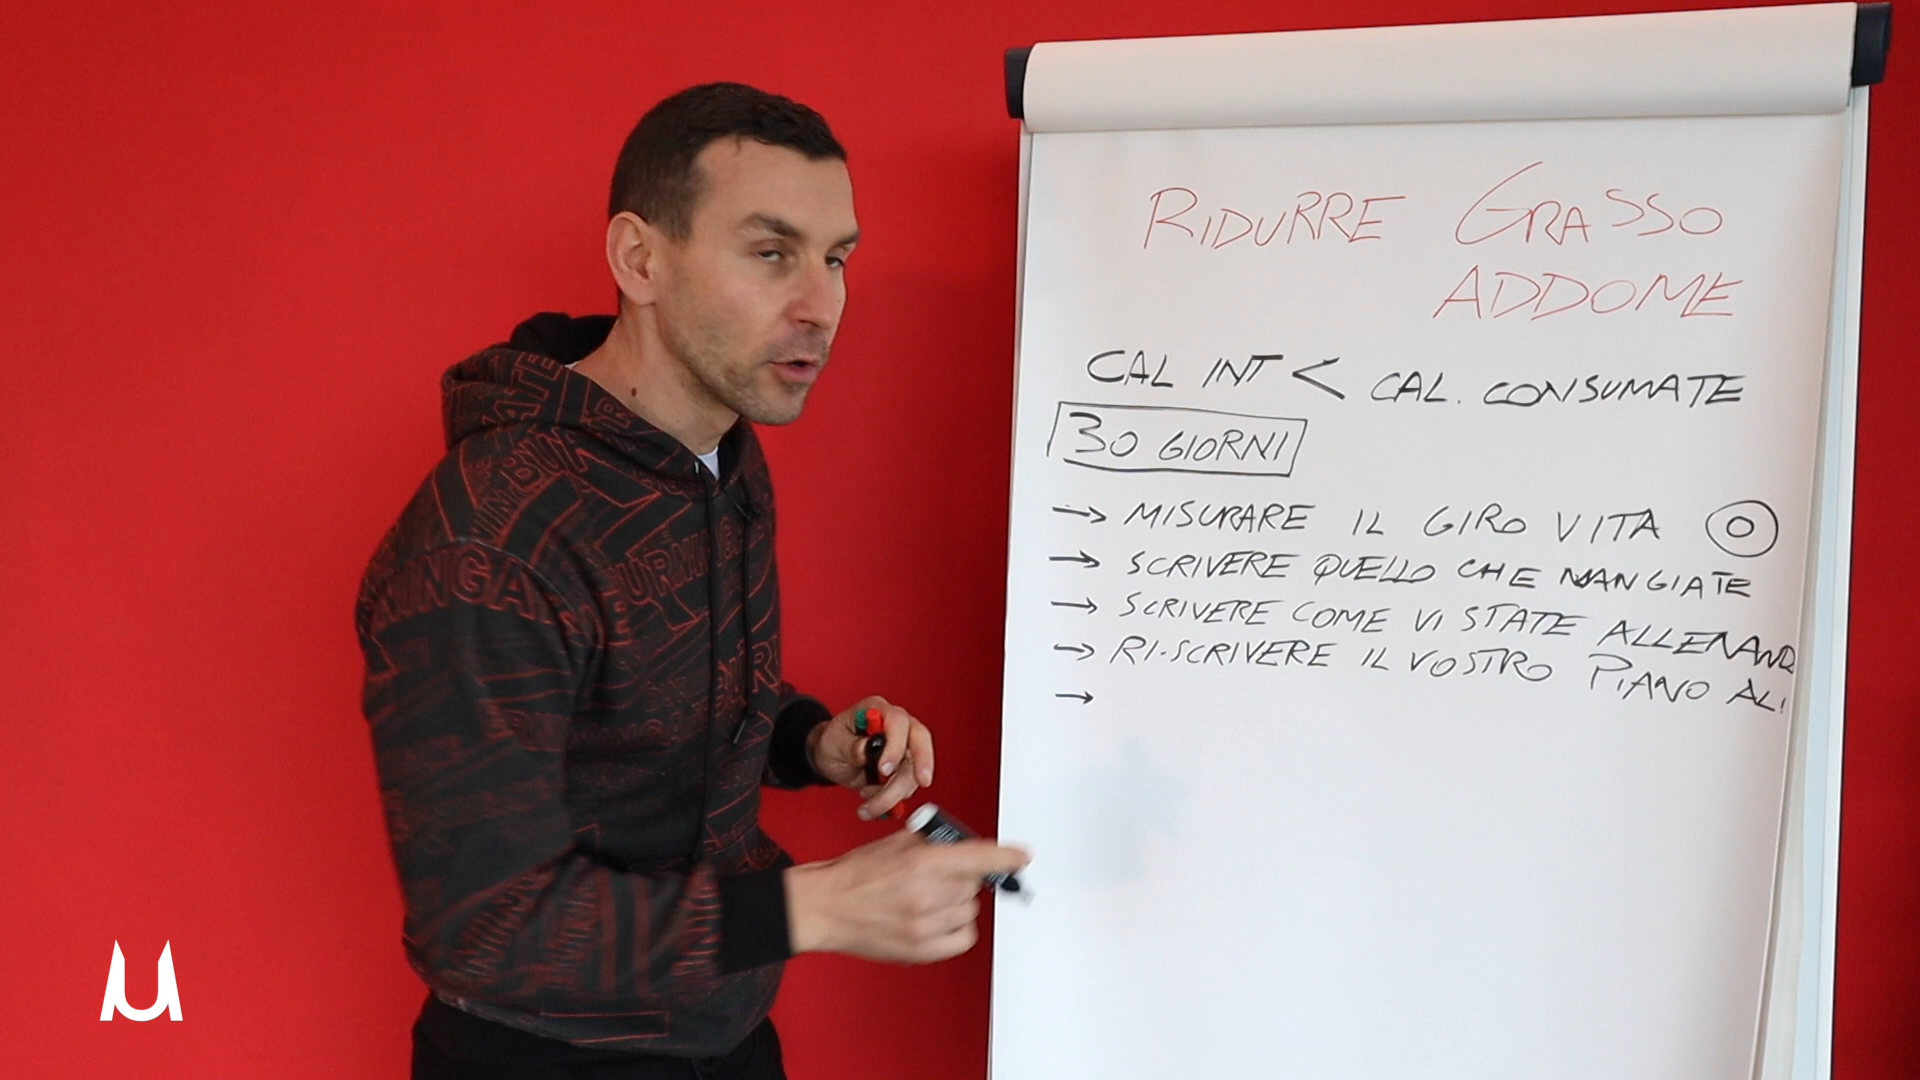 RIDURRE GRASSO
ADDOME
CAL INT < CAL. CONSUMATE
30 GIORNI
→ MISURARE IL GIRO VITA
→ SCRIVERE QUELLO CHE MANGIATE
→ SCRIVERE COME VI STATE ALLENAND
→ RI-SCRIVERE IL VOSTRO PIANO AL.
→